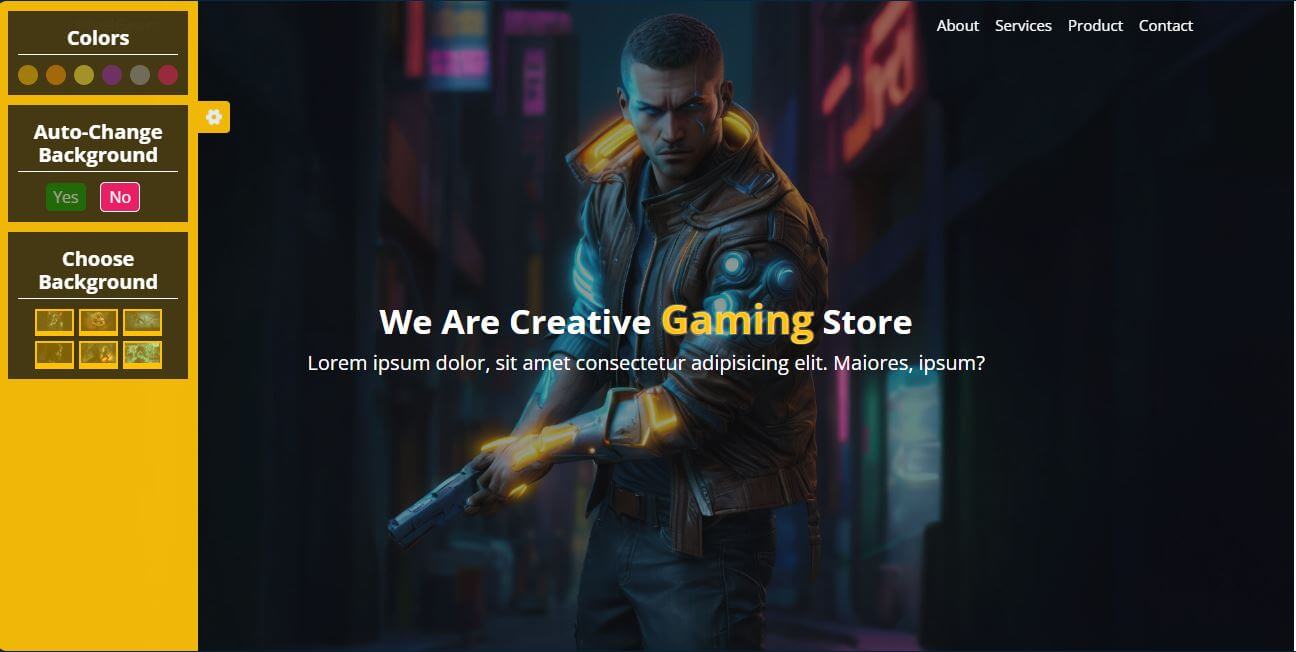 Colors
Auto-Change
Background
Yes No
Choose
Background
About Services Product Contact
We Are Creative Gaming Store
Lorem ipsum dolor, sit amet consectetur adipisicing elit. Maiores, ipsum?